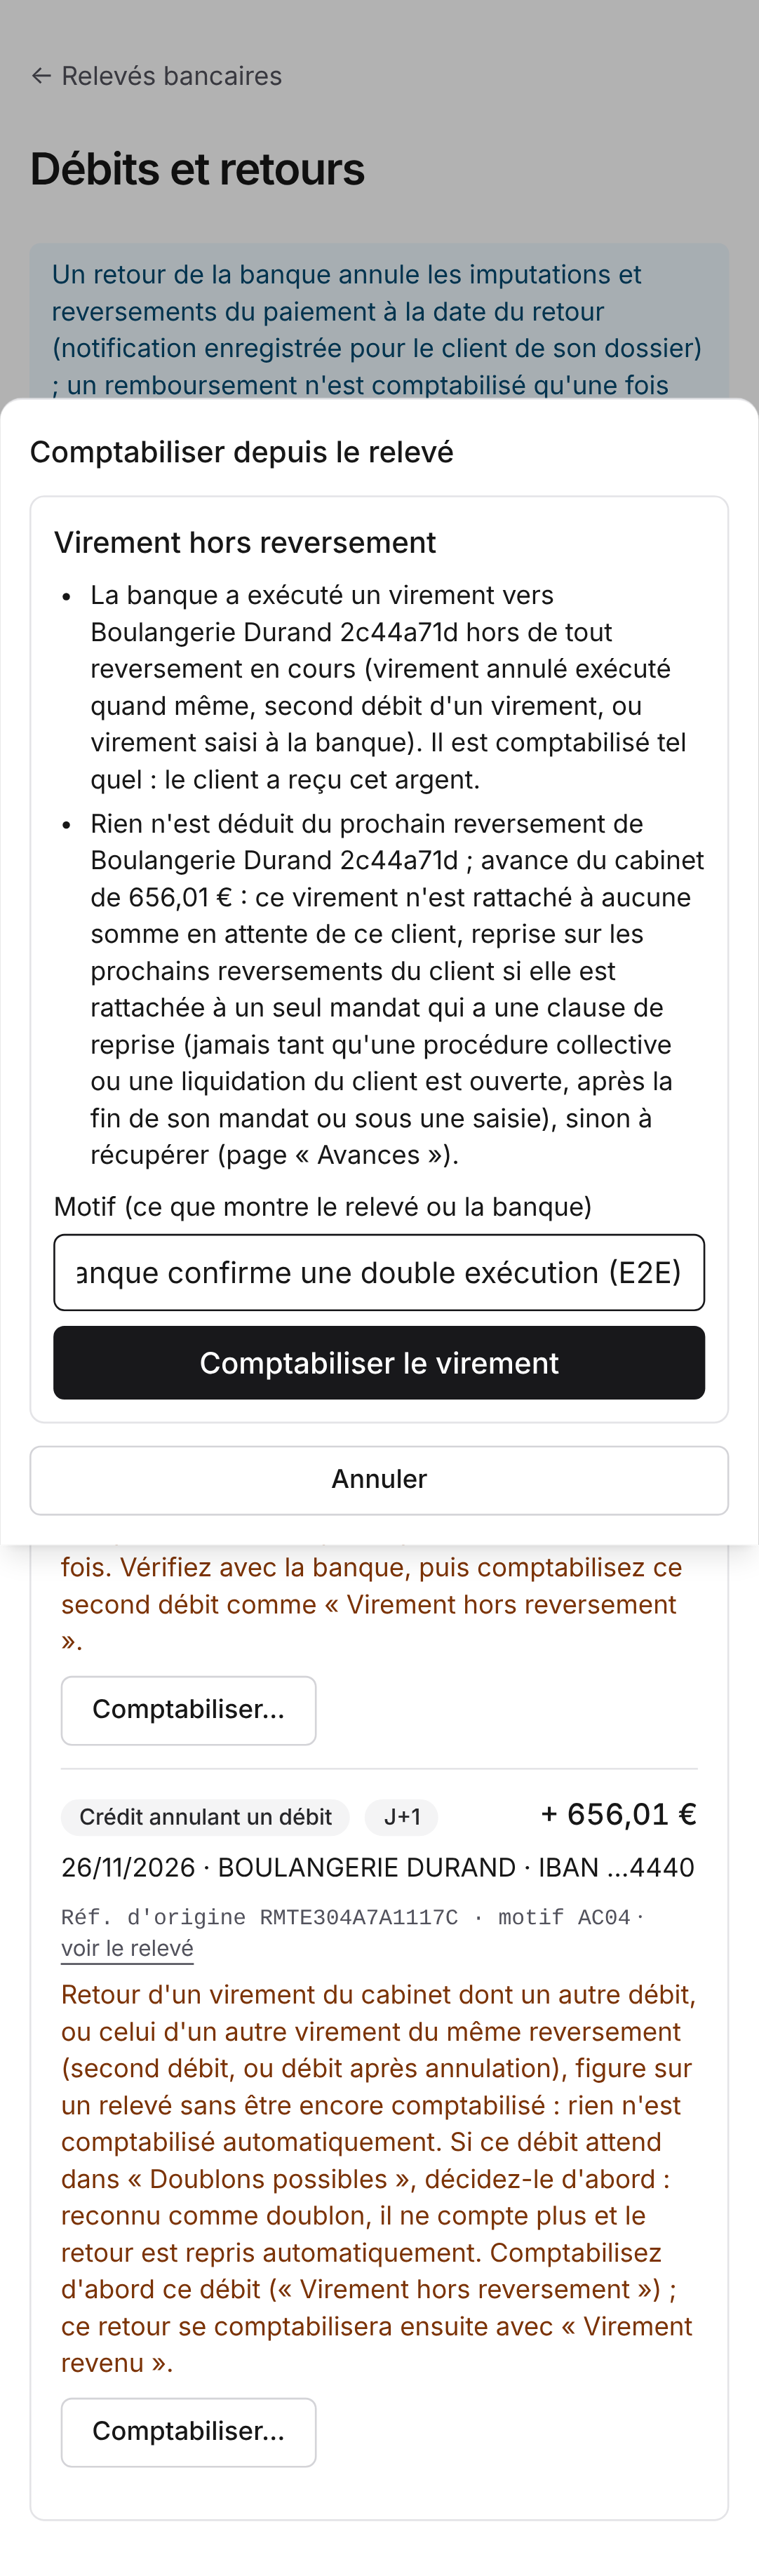 ← Relevés bancaires
Débits et retours
Un retour de la banque annule les imputations et
reversements du paiement à la date du retour
(notification enregistrée pour le client de son dossier)
; un remboursement n'est comptabilisé qu'une fois
Comptabiliser depuis le relevé
Virement hors reversement
• La banque a exécuté un virement vers
Boulangerie Durand 2c44a71d hors de tout
reversement en cours (virement annulé exécuté
quand même, second débit d'un virement, ou
virement saisi à la banque). Il est comptabilisé tel
quel : le client a reçu cet argent.
• Rien n'est déduit du prochain reversement de
Boulangerie Durand 2c44a71d ; avance du cabinet
de 656,01 € : ce virement n'est rattaché à aucune
somme en attente de ce client, reprise sur les
prochains reversements du client si elle est
rattachée à un seul mandat qui a une clause de
reprise (jamais tant qu'une procédure collective
ou une liquidation du client est ouverte, après la
fin de son mandat ou sous une saisie), sinon à
récupérer (page « Avances »).
Motif (ce que montre le relevé ou la banque)
anque confirme une double exécution (E2E)
Comptabiliser le virement
Annuler
fois. Vérifiez avec la banque, puis comptabilisez ce
second débit comme « Virement hors reversement
».
Comptabiliser...
Crédit annulant un débit J+1 + 656,01 €
26/11/2026 · BOULANGERIE DURAND · IBAN ...4440
Réf. d'origine RMTE304A7A1117C · motif AC04 ·
voir le relevé
Retour d'un virement du cabinet dont un autre débit,
ou celui d'un autre virement du même reversement
(second débit, ou débit après annulation), figure sur
un relevé sans être encore comptabilisé : rien n'est
comptabilisé automatiquement. Si ce débit attend
dans « Doublons possibles », décidez-le d'abord :
reconnu comme doublon, il ne compte plus et le
retour est repris automatiquement. Comptabilisez
d'abord ce débit (« Virement hors reversement ») ;
ce retour se comptabilisera ensuite avec « Virement
revenu ».
Comptabiliser...